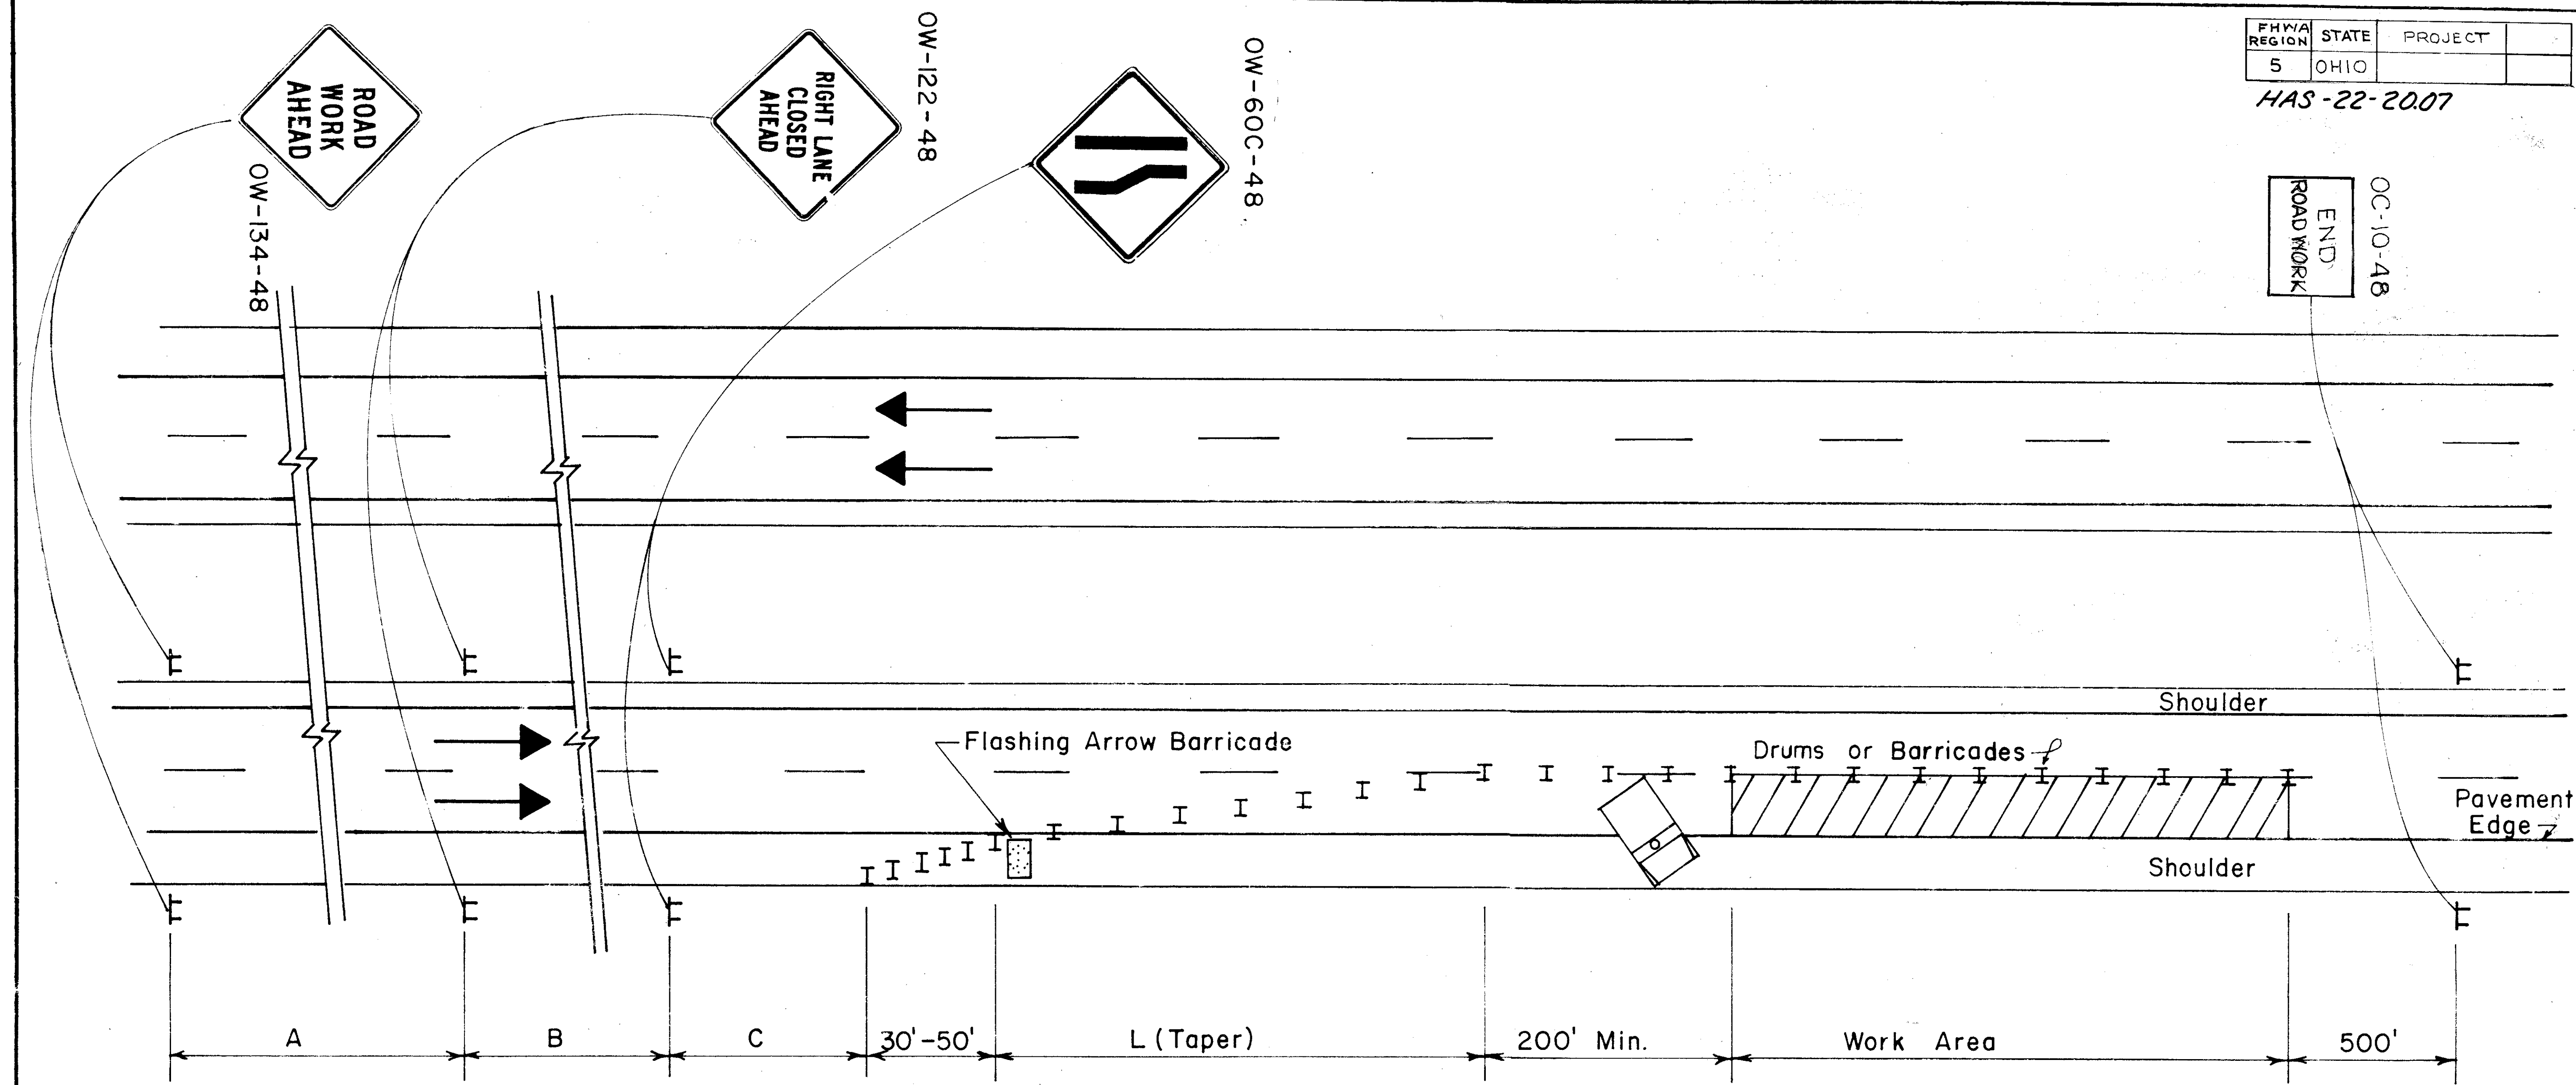 FHWA REGION STATE PROJECT
5 OHIO
HAS-22-20.07
ROAD
WORK
AHEAD
OW-134-48
RIGHT LANE
CLOSED
AHEAD
OW-122-48
OW-60C-48
END
ROAD WORK
OC-10-48
Shoulder
Flashing Arrow Barricade
Drums or Barricades
Pavement
Edge
Shoulder
A B C 30'-50' L (Taper) 200' Min. Work Area 500'